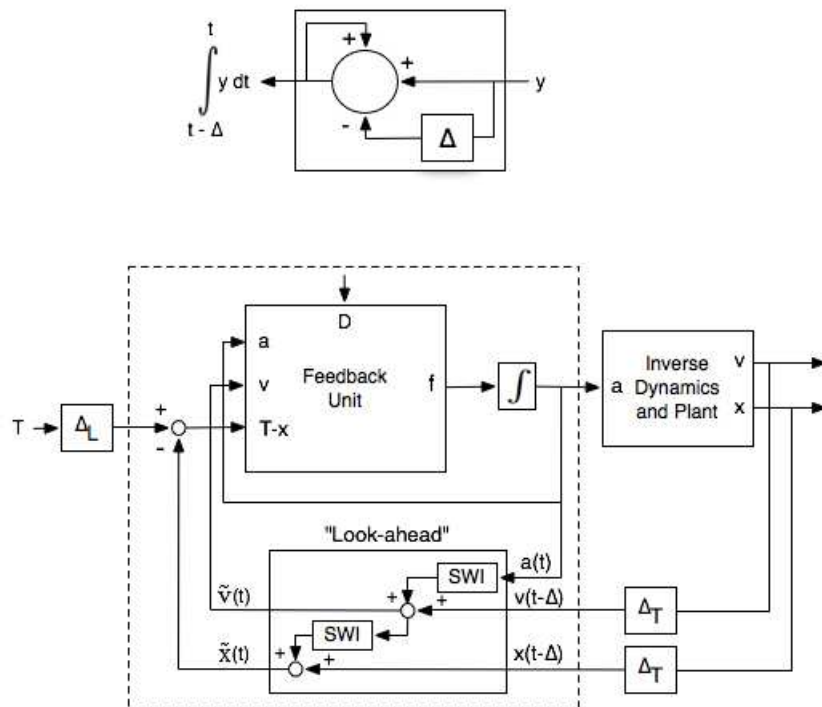 t
∫ y dt
t - Δ
+
+
-
Δ
y
D
a
v
T-x
Feedback
Unit
f
∫
a
Inverse
Dynamics
and Plant
v
x
T
Δ_L
+
-
"Look-ahead"
SWI
a(t)
ṽ(t)
+
+
v(t-Δ)
Δ_T
SWI
x̃(t)
+
+
x(t-Δ)
Δ_T